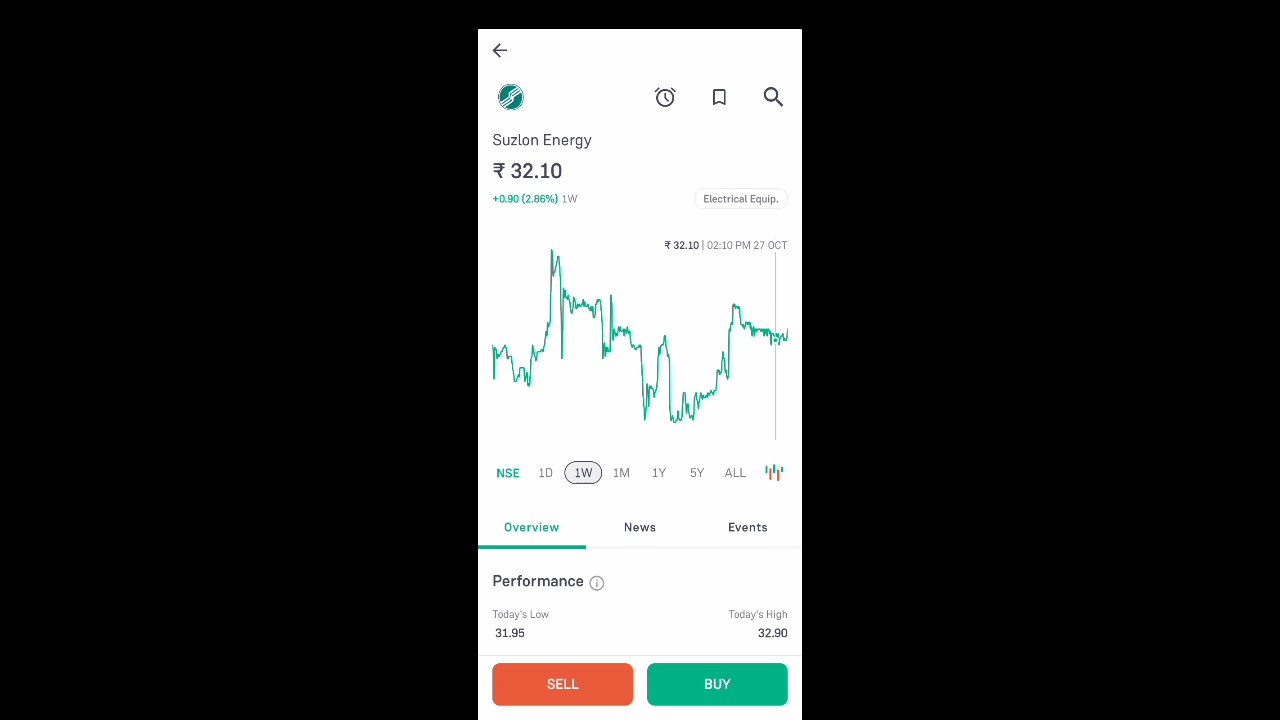 Suzlon Energy
₹ 32.10
+0.90 (2.86%) 1W
Electrical Equip.
₹ 32.10 | 02:10 PM 27 OCT
NSE 1D 1W 1M 1Y 5Y ALL
Overview News Events
Performance
Today's Low Today's High
31.95 32.90
SELL BUY